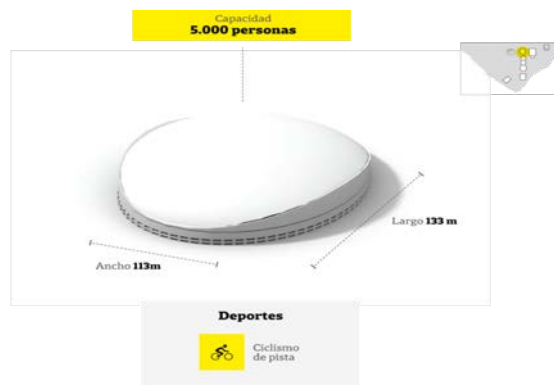 Capacidad
5.000 personas
Largo 133 m
Ancho 113m
Deportes
Ciclismo
de pista